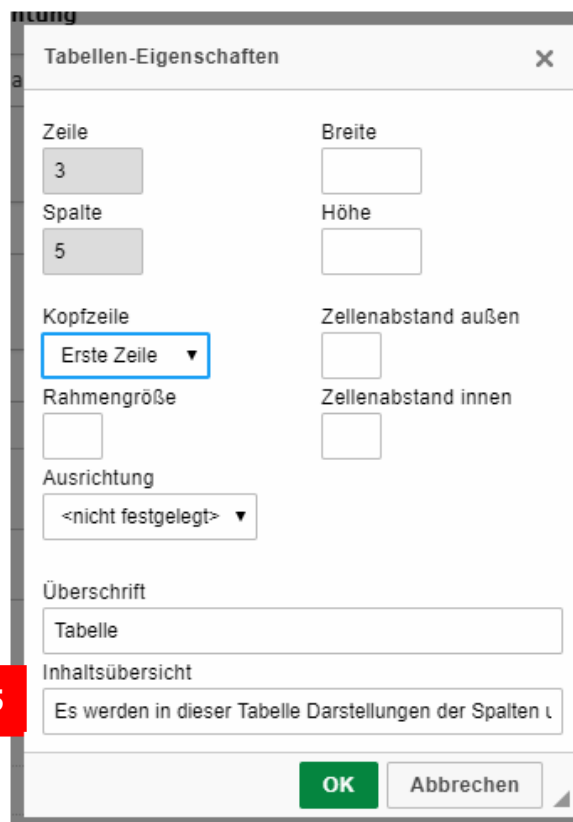 Tabellen-Eigenschaften
Zeile Breite
3
Spalte Höhe
5
Kopfzeile Zellenabstand außen
Erste Zeile
Rahmengröße Zellenabstand innen
Ausrichtung
<nicht festgelegt>
Überschrift
Tabelle
Inhaltsübersicht
Es werden in dieser Tabelle Darstellungen der Spalten
OK Abbrechen